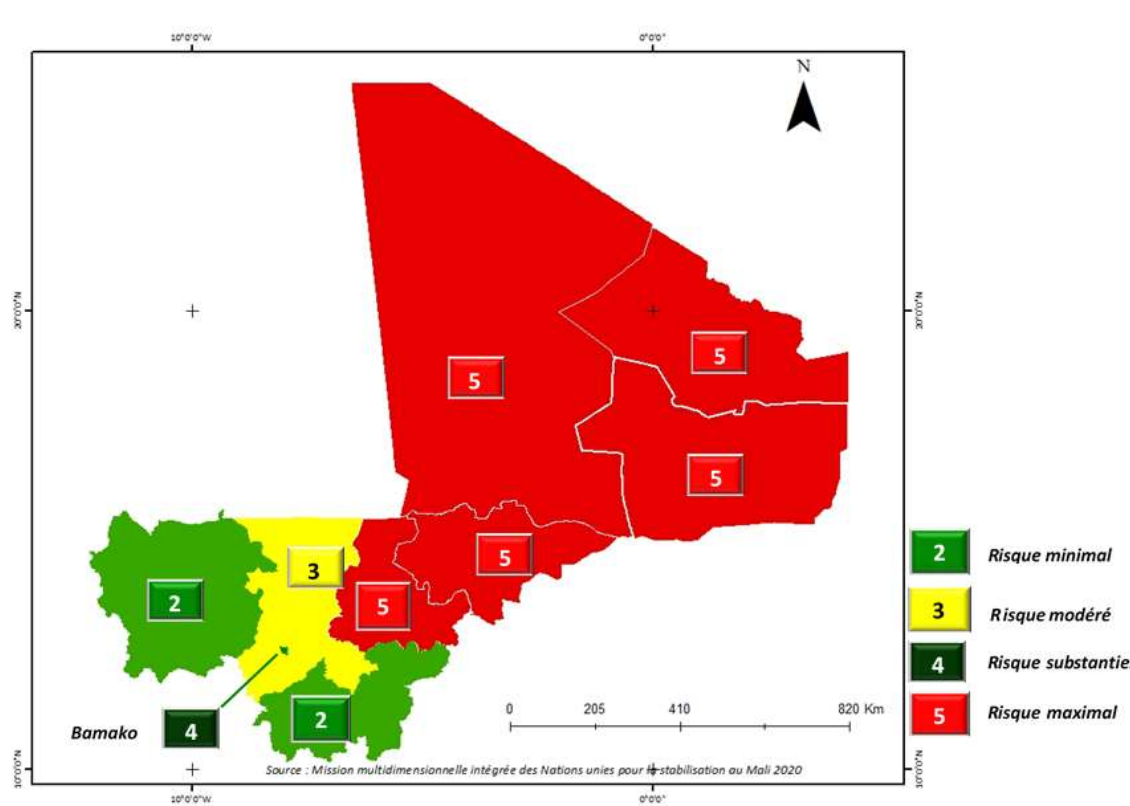 10°0'0"W
0°0'0"
N
20°0'0"N
20°0'0"N
5
5
5
5
3
5
2
2
Bamako
4
0
205
410
820 Km
Source : Mission multidimensionnelle intégrée des Nations unies pour la stabilisation au Mali 2020
10°0'0"N
10°0'0"N
10°0'0"W
0°0'0"
2 Risque minimal
3 Risque modéré
4 Risque substantie
5 Risque maximal